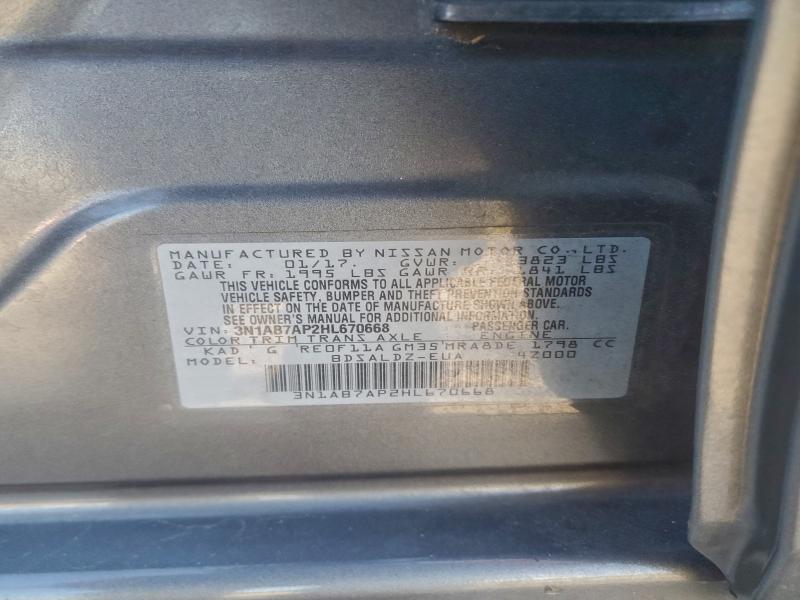 MANUFACTURED BY NISSAN MOTOR CO., LTD.
DATE: 01/17. GVWR: 3823 LBS
GAWR FR: 1995 LBS GAWR RR: 1841 LBS
THIS VEHICLE CONFORMS TO ALL APPLICABLE FEDERAL MOTOR
VEHICLE SAFETY, BUMPER AND THEFT PREVENTION STANDARDS
IN EFFECT ON THE DATE OF MANUFACTURE SHOWN ABOVE.
SEE OWNER'S MANUAL FOR ADDITIONAL INFORMATION.
VIN: 3N1AB7AP2HL670668 PASSENGER CAR.
COLOR TRIM TRANS AXLE ENGINE
KAD G RE0F11A GM35 MRA8DE 1798 CC
MODEL: BDSALDZ-EUA 4Z000
3N1AB7AP2HL670668